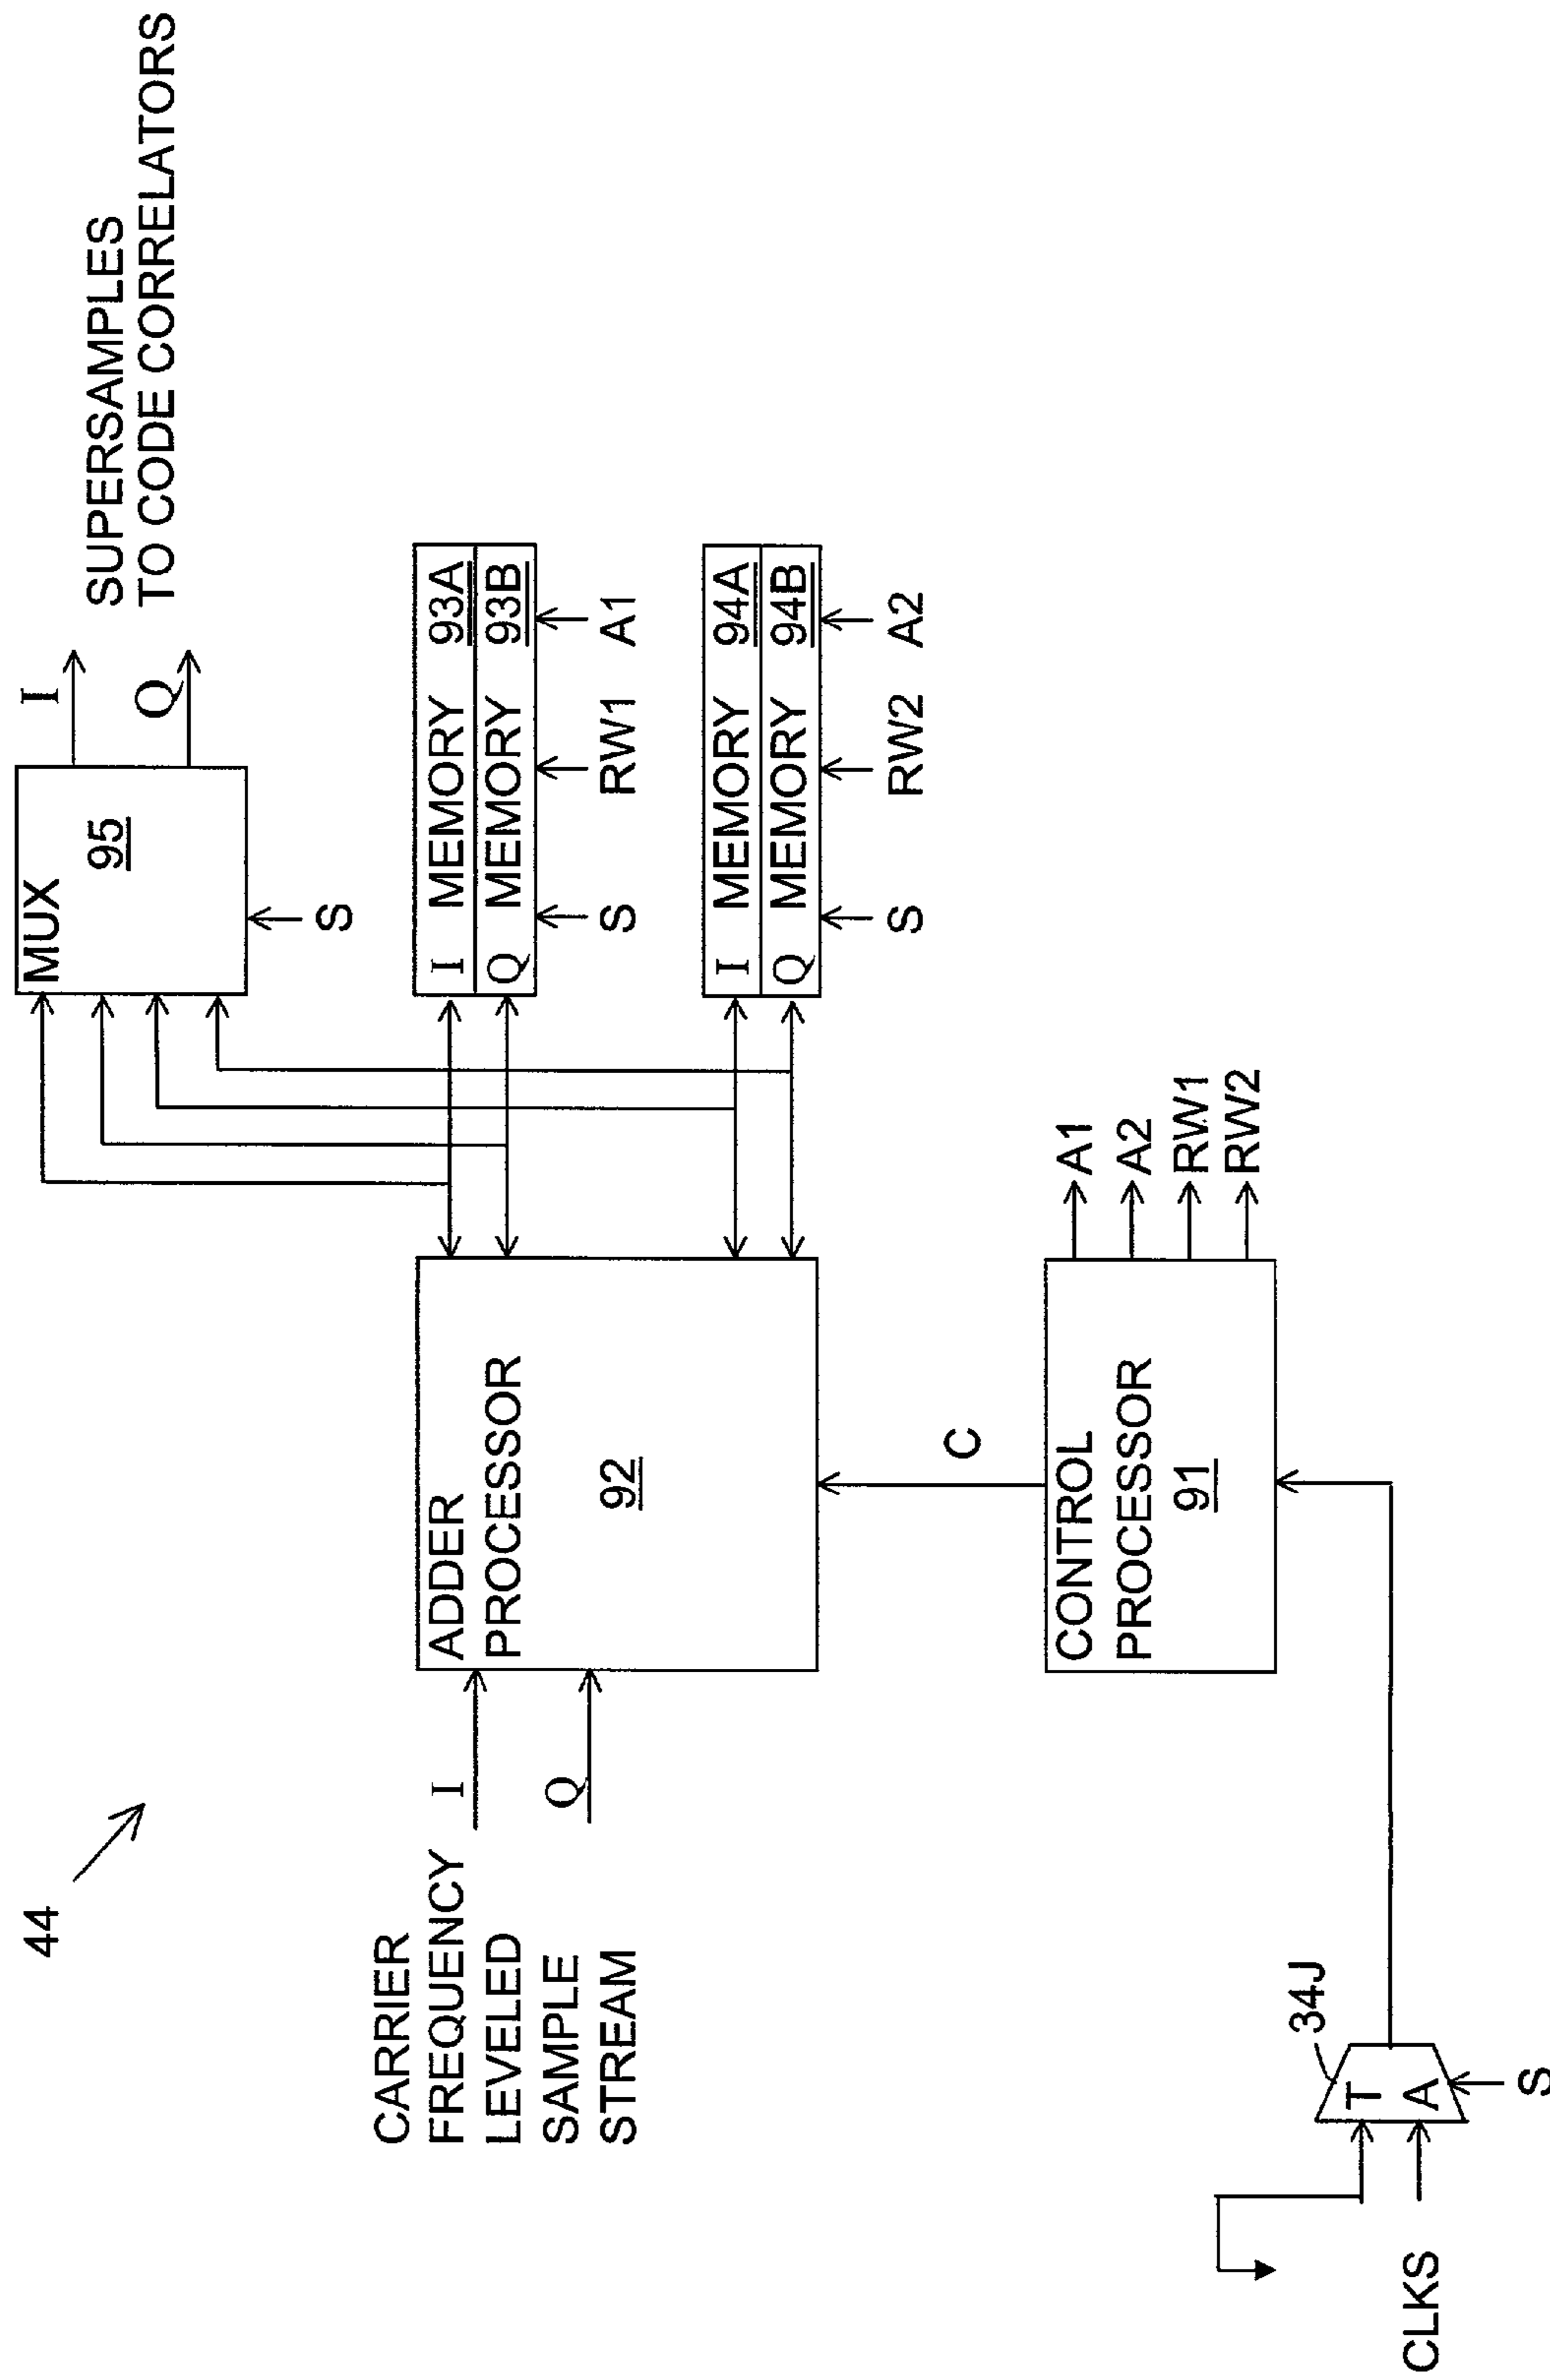 44
SUPERSAMPLES
TO CODE CORRELATORS
I
Q
MUX
95
S
CARRIER
FREQUENCY
LEVELED
SAMPLE
STREAM
I
Q
ADDER
PROCESSOR
92
I MEMORY 93A
Q MEMORY 93B
S RW1 A1
I MEMORY 94A
Q MEMORY 94B
S RW2 A2
C
CONTROL
PROCESSOR
91
A1
A2
RW1
RW2
34J
T
A
CLKS
S